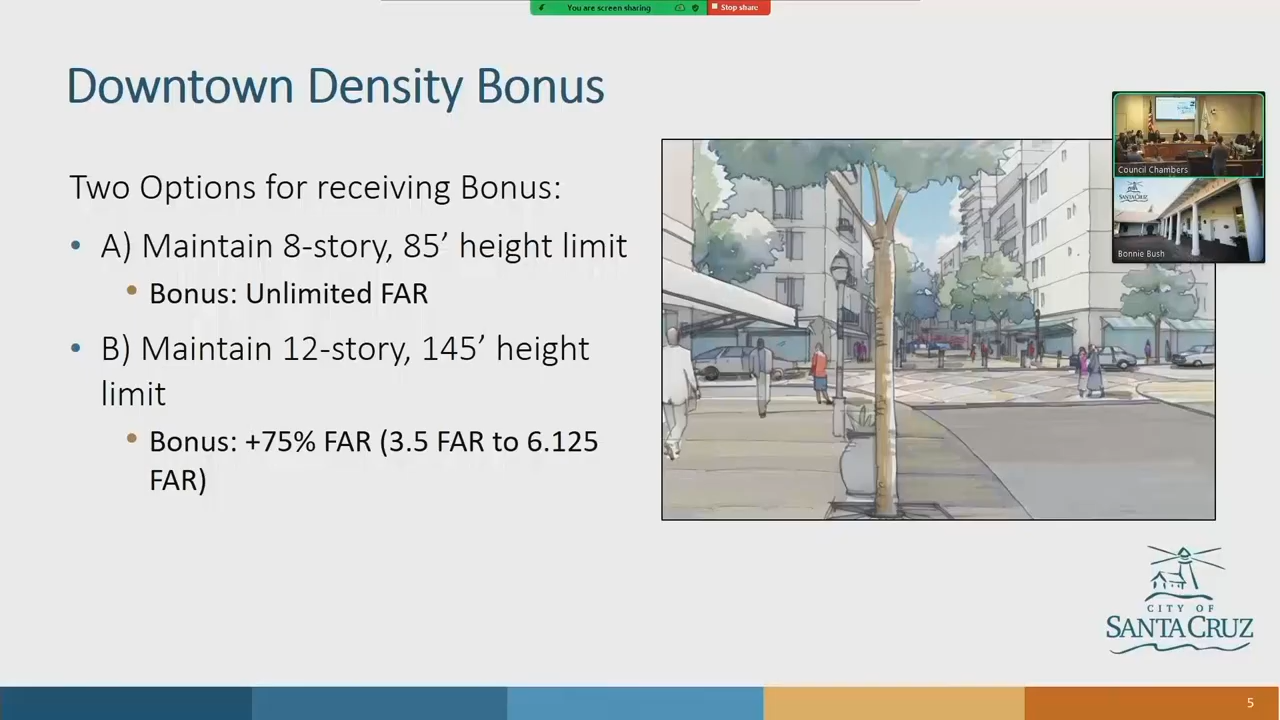 You are screen sharing
Stop share
Downtown Density Bonus
Two Options for receiving Bonus:
• A) Maintain 8-story, 85’ height limit
• Bonus: Unlimited FAR
• B) Maintain 12-story, 145’ height
limit
• Bonus: +75% FAR (3.5 FAR to 6.125
FAR)
Council Chambers
SANTA CRUZ
Bonnie Bush
CITY OF
SANTA CRUZ
5